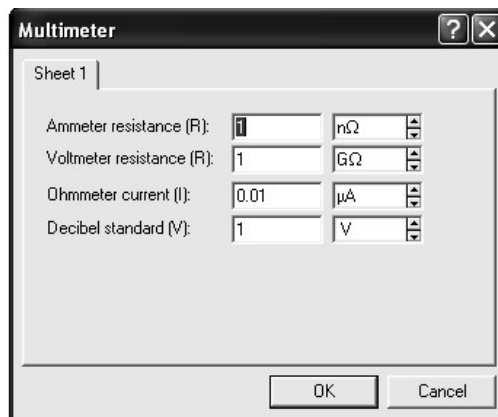 Multimeter
Sheet 1
Ammeter resistance (R): 1 nΩ
Voltmeter resistance (R): 1 GΩ
Ohmmeter current (I): 0.01 µA
Decibel standard (V): 1 V
OK Cancel